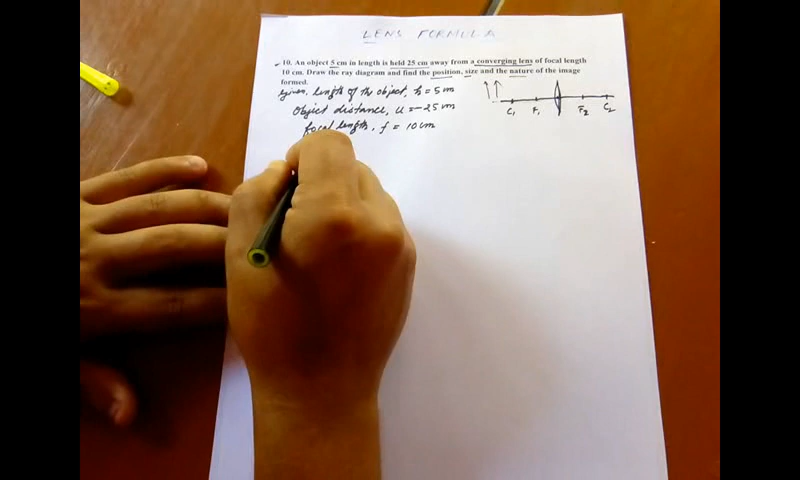 LENS FORMULA
10. An object 5 cm in length is held 25 cm away from a converging lens of focal length
10 cm. Draw the ray diagram and find the position, size and the nature of the image
formed.
Given, length of the object, h = 5 cm
Object distance, u = -25 cm
focal length, f = 10 cm
C₁ F₁ F₂ C₂